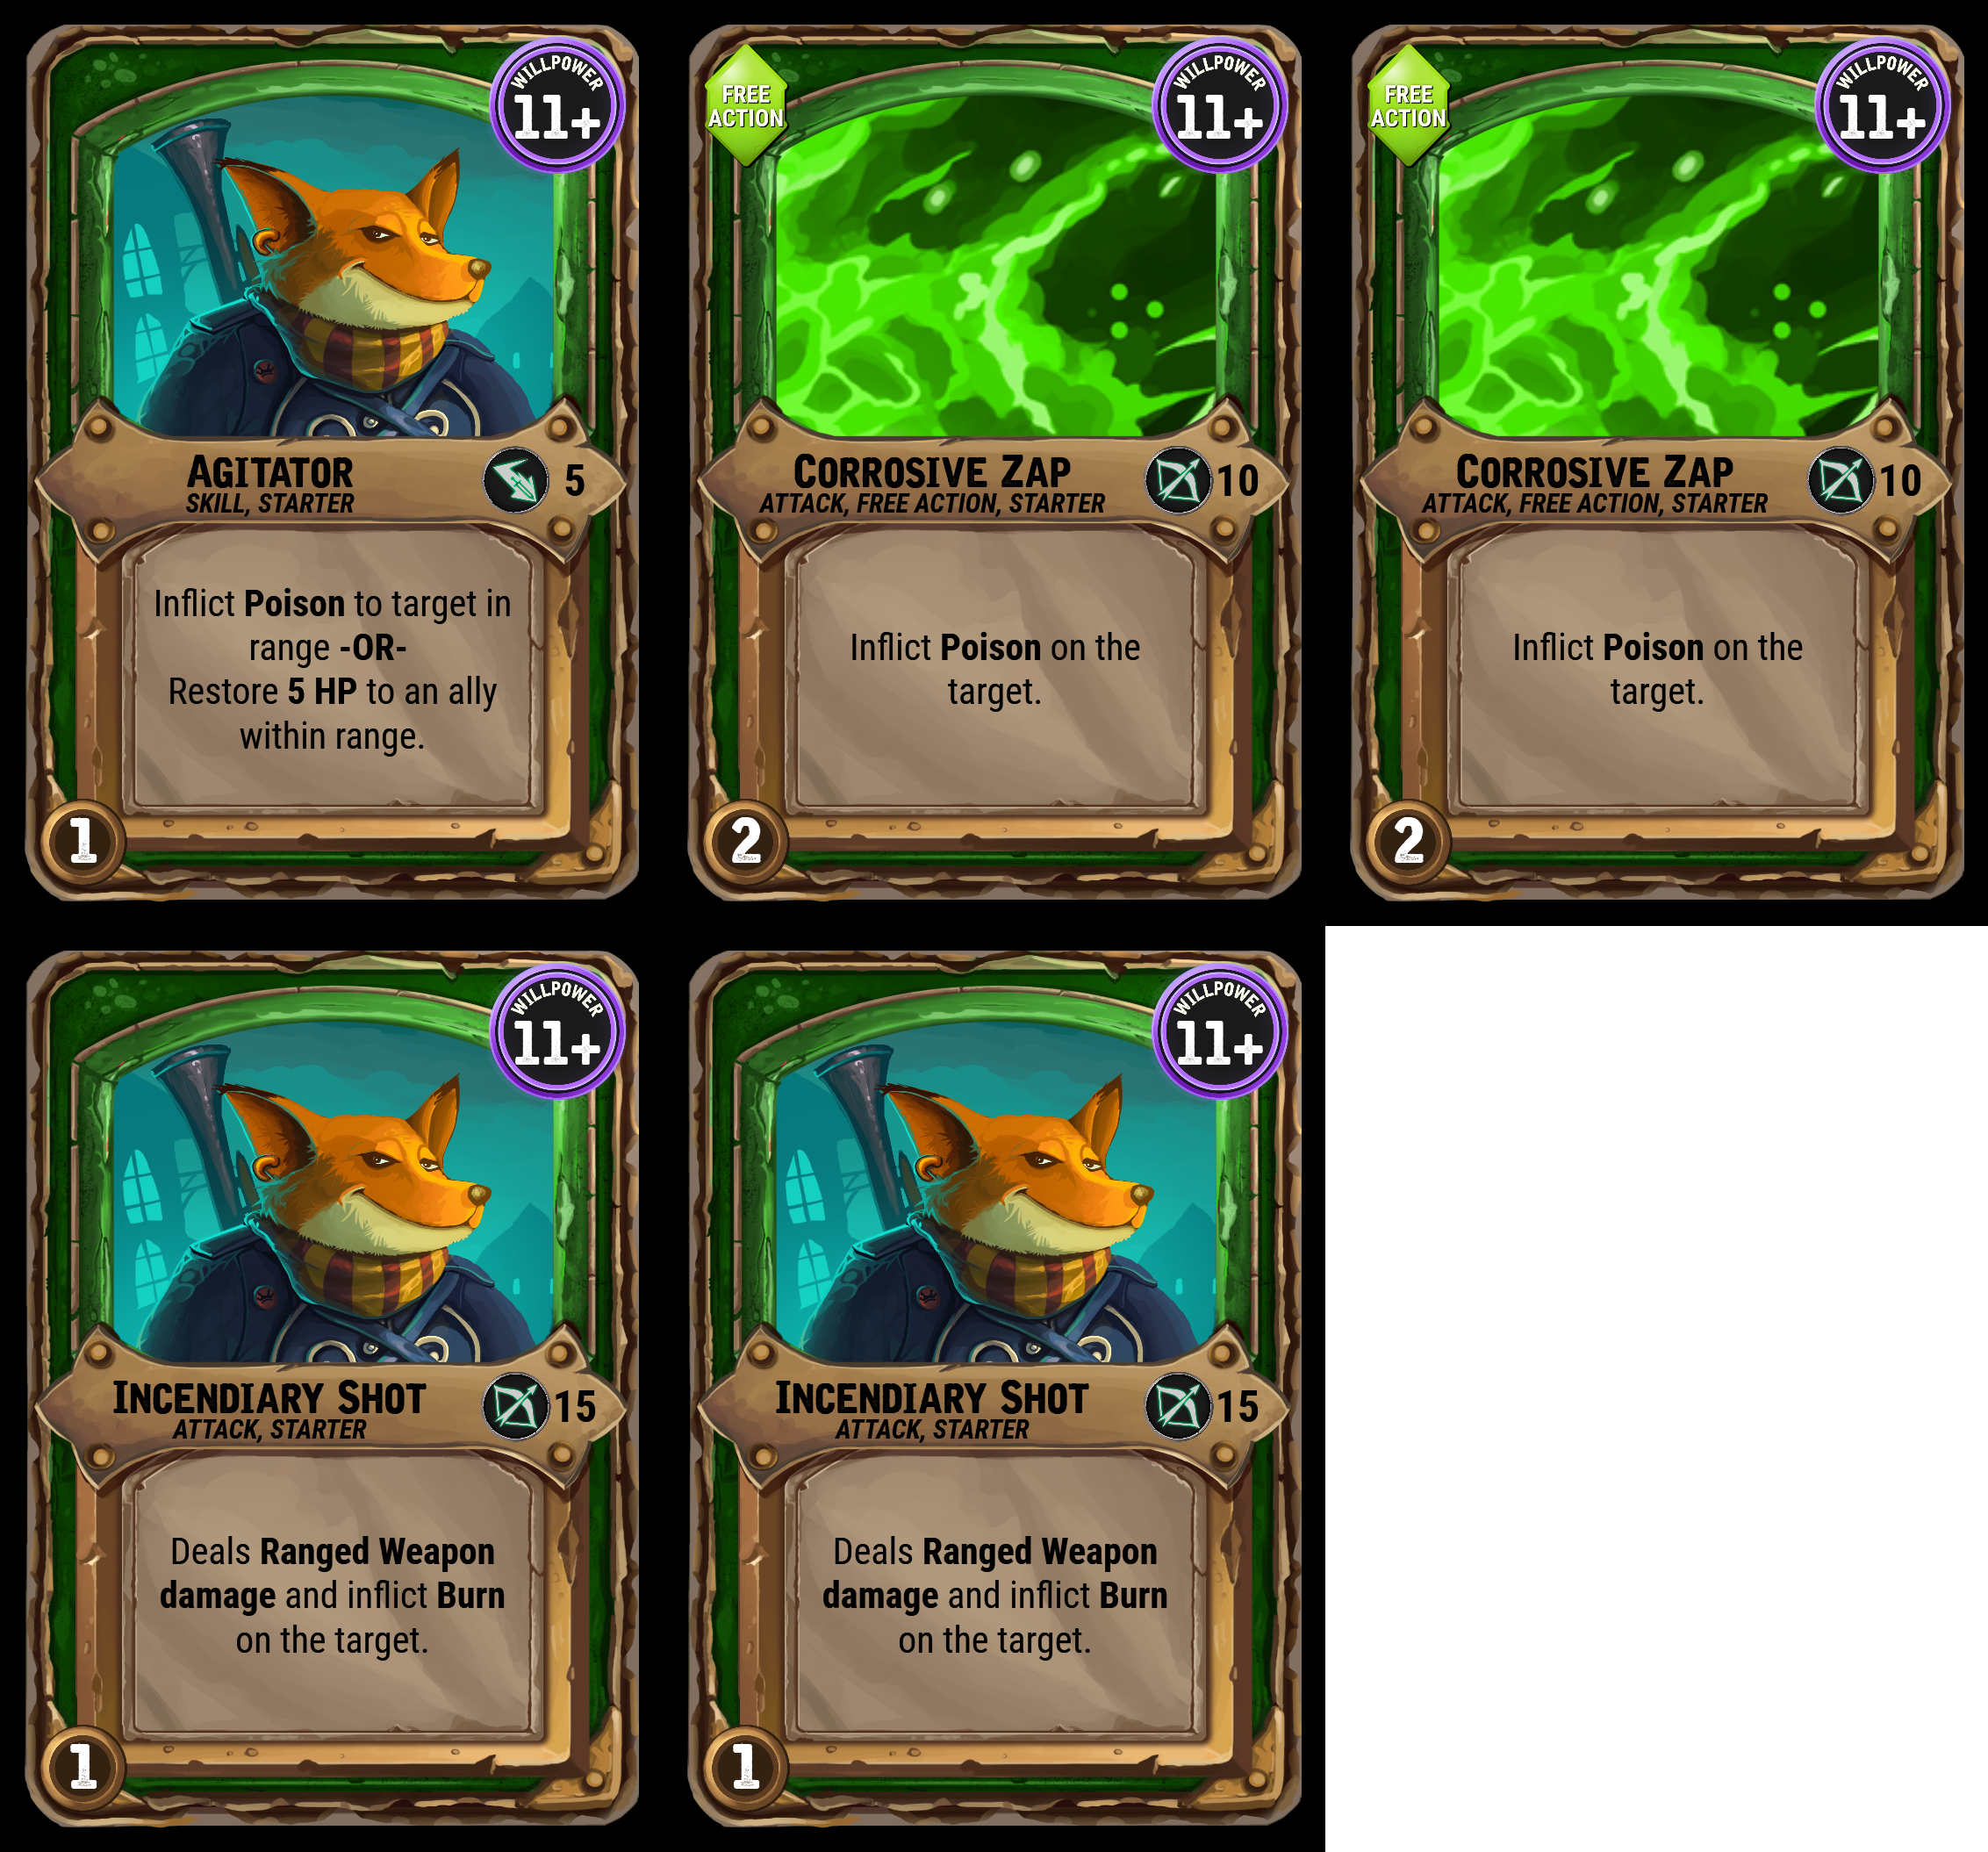 WILLPOWER
11+
AGITATOR
SKILL, STARTER
5
Inflict Poison to target in
range -OR-
Restore 5 HP to an ally
within range.
1
FREE
ACTION
WILLPOWER
11+
CORROSIVE ZAP
ATTACK, FREE ACTION, STARTER
10
Inflict Poison on the
target.
2
FREE
ACTION
WILLPOWER
11+
CORROSIVE ZAP
ATTACK, FREE ACTION, STARTER
10
Inflict Poison on the
target.
2
WILLPOWER
11+
INCENDIARY SHOT
ATTACK, STARTER
15
Deals Ranged Weapon
damage and inflict Burn
on the target.
1
WILLPOWER
11+
INCENDIARY SHOT
ATTACK, STARTER
15
Deals Ranged Weapon
damage and inflict Burn
on the target.
1